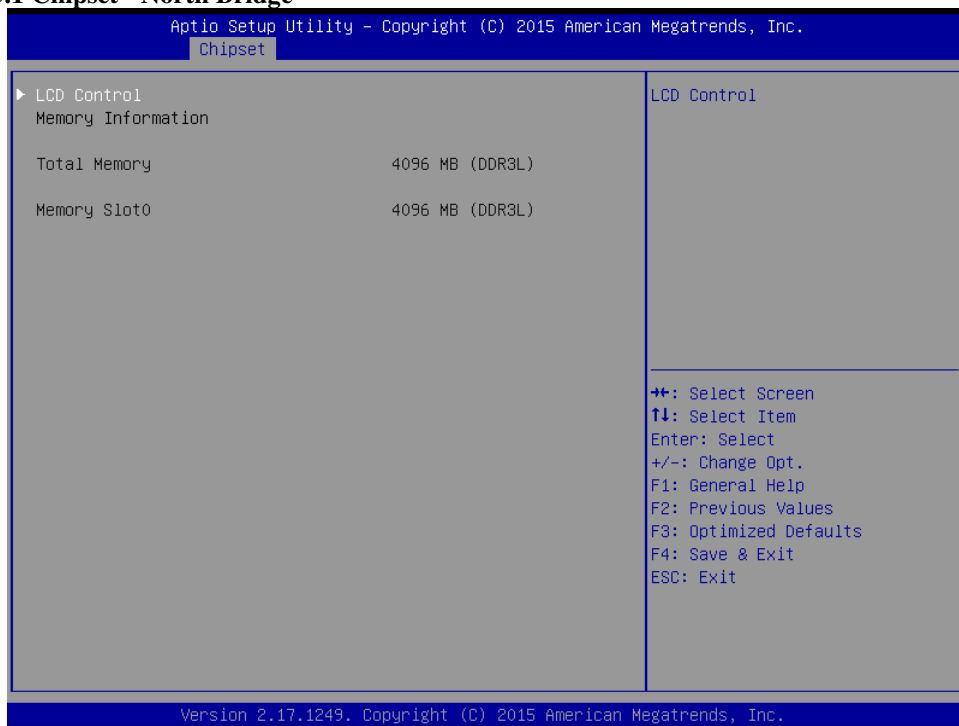 .1 Chipset - North Bridge
Aptio Setup Utility – Copyright (C) 2015 American Megatrends, Inc.
Chipset
LCD Control
Memory Information
Total Memory 4096 MB (DDR3L)
Memory Slot0 4096 MB (DDR3L)
LCD Control
→←: Select Screen
↑↓: Select Item
Enter: Select
+/-: Change Opt.
F1: General Help
F2: Previous Values
F3: Optimized Defaults
F4: Save & Exit
ESC: Exit
Version 2.17.1249. Copyright (C) 2015 American Megatrends, Inc.